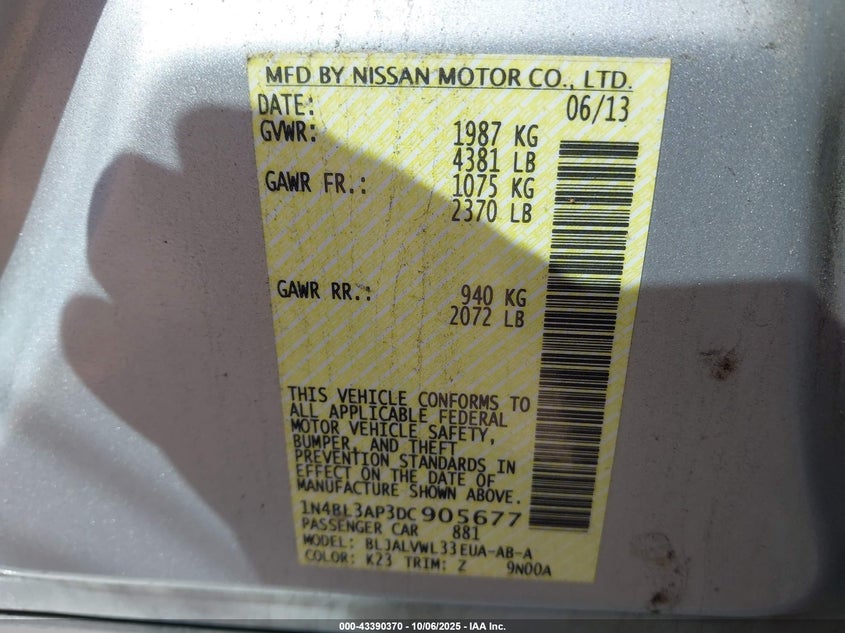 MFD BY NISSAN MOTOR CO., LTD.
DATE: 06/13
GVWR: 1987 KG
4381 LB
GAWR FR.: 1075 KG
2370 LB
GAWR RR.: 940 KG
2072 LB
THIS VEHICLE CONFORMS TO
ALL APPLICABLE FEDERAL
MOTOR VEHICLE SAFETY,
BUMPER, AND THEFT
PREVENTION STANDARDS IN
EFFECT ON THE DATE OF
MANUFACTURE SHOWN ABOVE.
1N4BL3AP3DC905677
PASSENGER CAR 881
MODEL: BLJALVWL33EUA-AB-A
COLOR: K23 TRIM: Z 9N00A
000-43390370 - 10/06/2025 - IAA Inc.